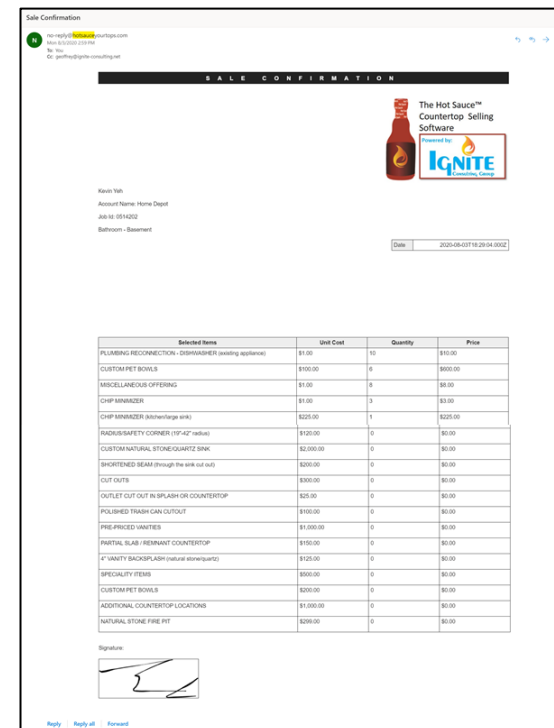 Sale Confirmation
N
no-reply@hotsauceyourtops.com
Mon 8/3/2020 2:59 PM
To: You
Cc: geoffrey@ignite-consulting.net
SALE CONFIRMATION
The Hot Sauce™
Countertop Selling
Software
Powered by:
IGNITE
Consulting Group
Kevin Yeh
Account Name: Home Depot
Job Id: 0514202
Bathroom - Basement
Date 2020-08-03T18:29:04.000Z
Selected Items Unit Cost Quantity Price
PLUMBING RECONNECTION - DISHWASHER (existing appliance) $1.00 10 $10.00
CUSTOM PET BOWLS $100.00 6 $600.00
MISCELLANEOUS OFFERING $1.00 8 $8.00
CHIP MINIMIZER $1.00 3 $3.00
CHIP MINIMIZER (kitchen/large sink) $225.00 1 $225.00
RADIUS/SAFETY CORNER (19"-42" radius) $120.00 0 $0.00
CUSTOM NATURAL STONE/QUARTZ SINK $2,000.00 0 $0.00
SHORTENED SEAM (through the sink cut out) $200.00 0 $0.00
CUT OUTS $300.00 0 $0.00
OUTLET CUT OUT IN SPLASH OR COUNTERTOP $25.00 0 $0.00
POLISHED TRASH CAN CUTOUT $100.00 0 $0.00
PRE-PRICED VANITIES $1,000.00 0 $0.00
PARTIAL SLAB / REMNANT COUNTERTOP $150.00 0 $0.00
4" VANITY BACKSPLASH (natural stone/quartz) $125.00 0 $0.00
SPECIALITY ITEMS $500.00 0 $0.00
CUSTOM PET BOWLS $200.00 0 $0.00
ADDITIONAL COUNTERTOP LOCATIONS $1,000.00 0 $0.00
NATURAL STONE FIRE PIT $299.00 0 $0.00
Signature:
Reply Reply all Forward